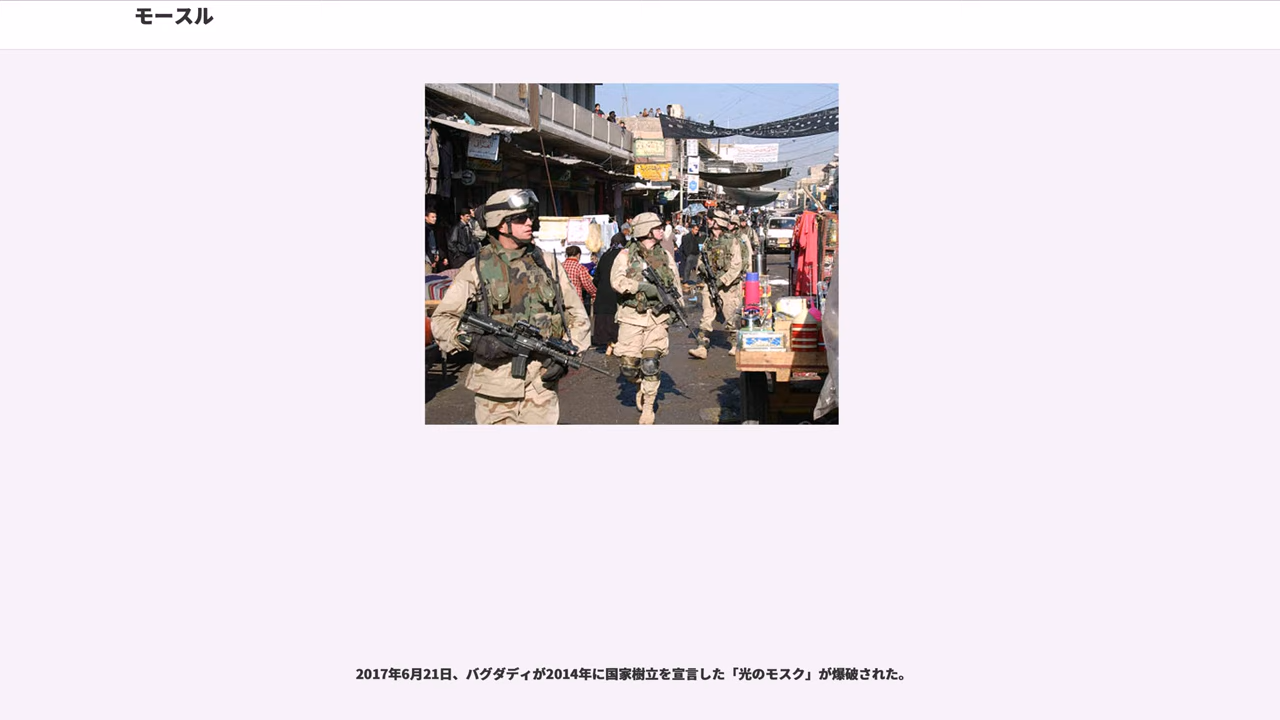 モースル
2017年6月21日、バグダディが2014年に国家樹立を宣言した「光のモスク」が爆破された。